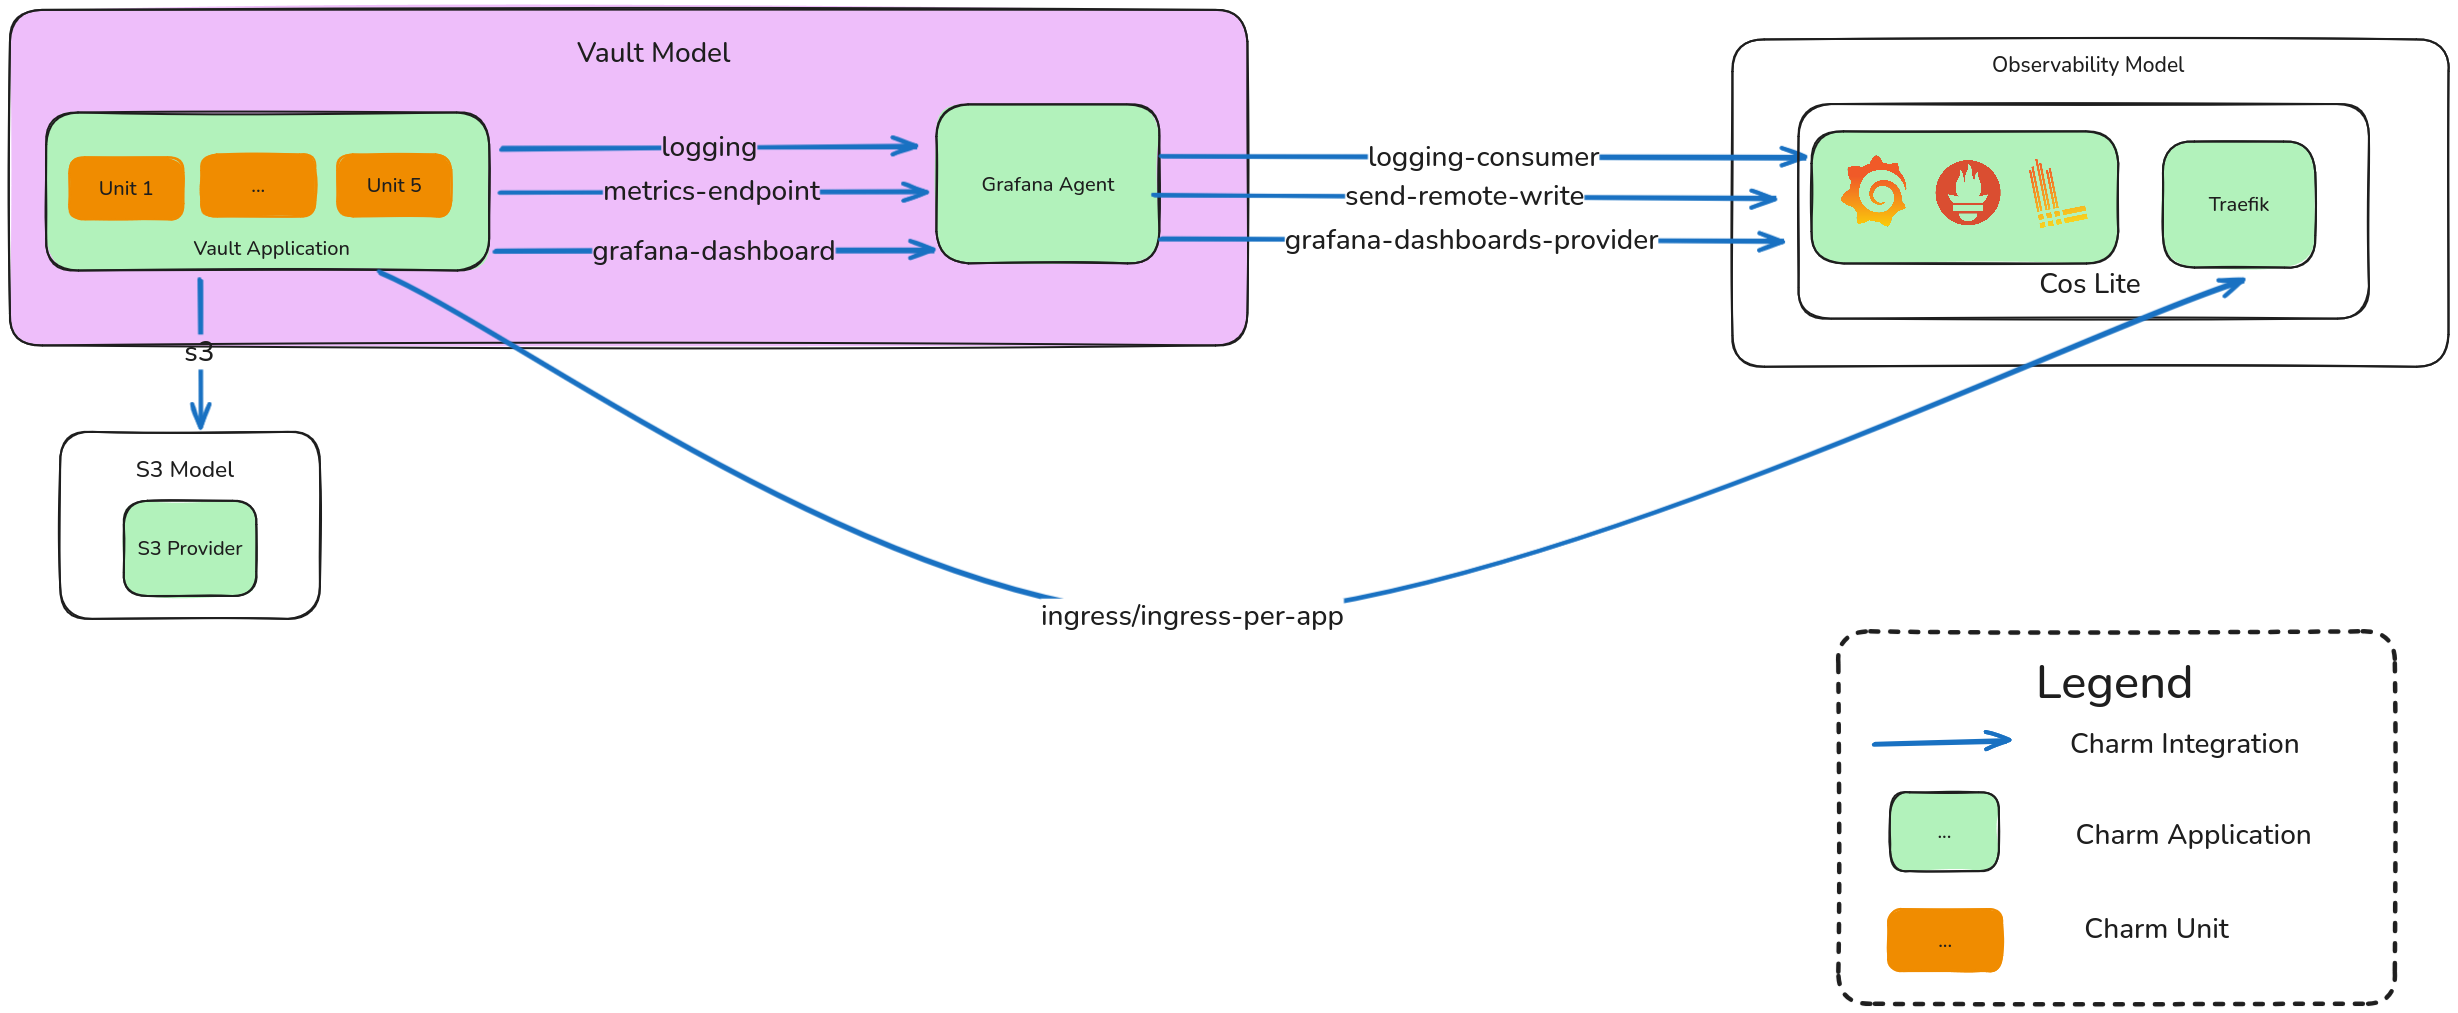 Vault Model
Unit 1
...
Unit 5
Vault Application
logging
metrics-endpoint
grafana-dashboard
Grafana Agent
logging-consumer
send-remote-write
grafana-dashboards-provider
Observability Model
Traefik
Cos Lite
s3
S3 Model
S3 Provider
ingress/ingress-per-app
Legend
Charm Integration
...
Charm Application
...
Charm Unit